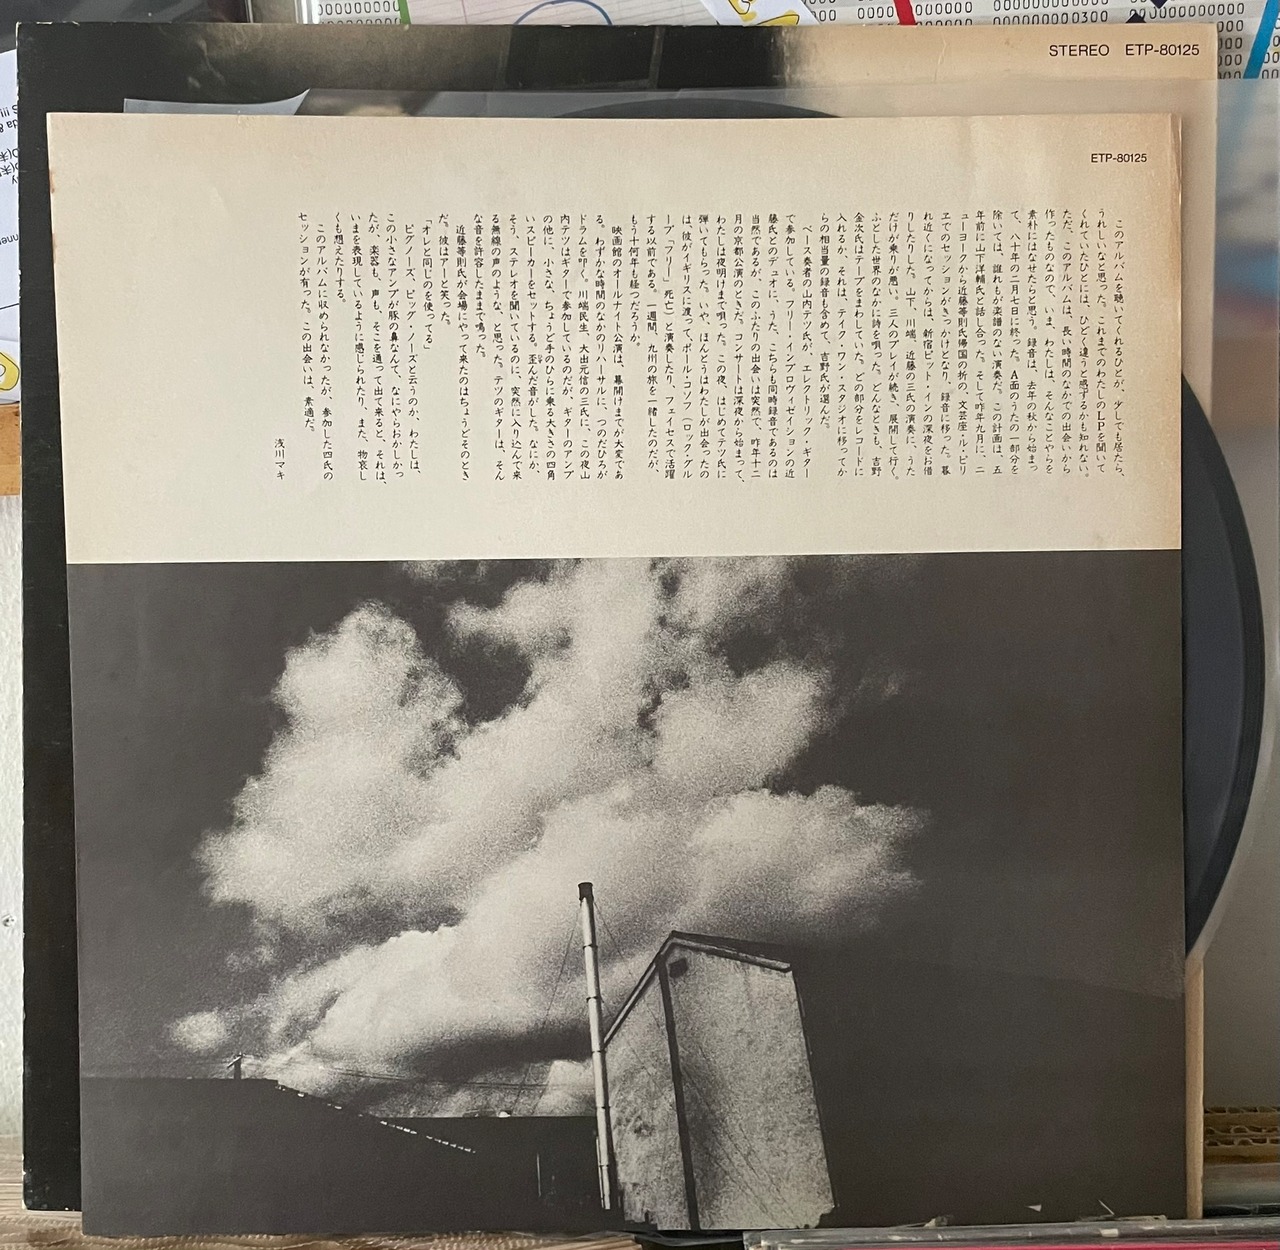 STEREO ETP-80125
ETP-80125
このアルバムを聴いてくれるひとが、少しでも居たら、
うれしいなと思った。これまでのわたしのLPを聞いて
くれていたひとには、ひどく違うと感ずるかも知れない。
ただ、このアルバムは、長い時間のなかでの出会いから
作ったものなので、いま、わたしは、そんなことやらを
素朴にはなせたらと思う。録音は、去年の秋から始まっ
て、八十年の二月七日に終った。A面のうたの一部分を
除いては、誰れもが楽譜のない演奏だ。この計画は、五
年前に山下洋輔氏と話し合った。そして昨年九月に、ニ
ューヨークから近藤等則氏帰国の折、文芸座・ル・ピリ
エでのセッションがきっかけとなり、録音に移った。暮
れ近くになってからは、新宿ピット・インの深夜をお借
りしたりした。山下、川端、近藤の三氏の演奏に、うた
だけが乗りが悪い。三人のプレイが続き、展開して行く。
ふとした世界のなかに詩を唄った。どんなときも、吉野
金次氏はテープをまわしていた。どの部分をレコードに
入れるか、それは、テイク・ワン・スタジオに移ってか
らの相当量の録音も含めて、吉野氏が選んだ。
ベース奏者の山内テツ氏が、エレクトリック・ギター
で参加している。フリー・インプロヴィゼイションの近
藤氏とのデュオに、うた、こちらも同時録音であるのは
当然であるが、このふたりの出会いは突然で、昨年十二
月の京都公演のときだ。コンサートは深夜から始まって、
わたしは夜明けまで唄った。この夜、はじめてテツ氏に
弾いてもらった。いや、ほんとうはわたしが出会ったの
は、彼がイギリスに渡って、ポール・コゾフ(ロック・グル
ープ「フリー」死亡)と演奏したり、フェイセスで活躍
する以前である。一週間、九州の旅を一緒したのだが、
もう十何年も経つだろうか。
映画館のオールナイト公演は、幕開けまでが大変であ
る。わずかな時間のなかのリハーサルに、つのだひろが
ドラムを叩く。川端民生、大出元信の三氏に、この夜山
内テツはギターで参加しているのだが、ギターのアンプ
の他に、小さな、ちょうど手のひらに乗る大きさの四角
いスピーカーをセットする。歪んだ音がした。なにか、
そう、ステレオを聞いているのに、突然に入り込んで来
る無線の声のような、と思った。テツのギターは、そん
な音を許容したままで鳴った。
近藤等則氏が会場にやって来たのはちょうどそのとき
だ。彼はアーと笑った。
「オレと同じのを使ってる」
ピグノーズ、ピッグ・ノーズと云うのか、わたしは、
この小さなアンプが豚の鼻なんて、なにやらおかしかっ
たが、楽器も、声も、そこを通って出て来ると、それは、
いまを表現しているように感じられたり、また、物哀し
くも想えたりする。
このアルバムに収められなかったが、参加した四氏の
セッションが有った。この出会いは、素適だ。
浅川マキ